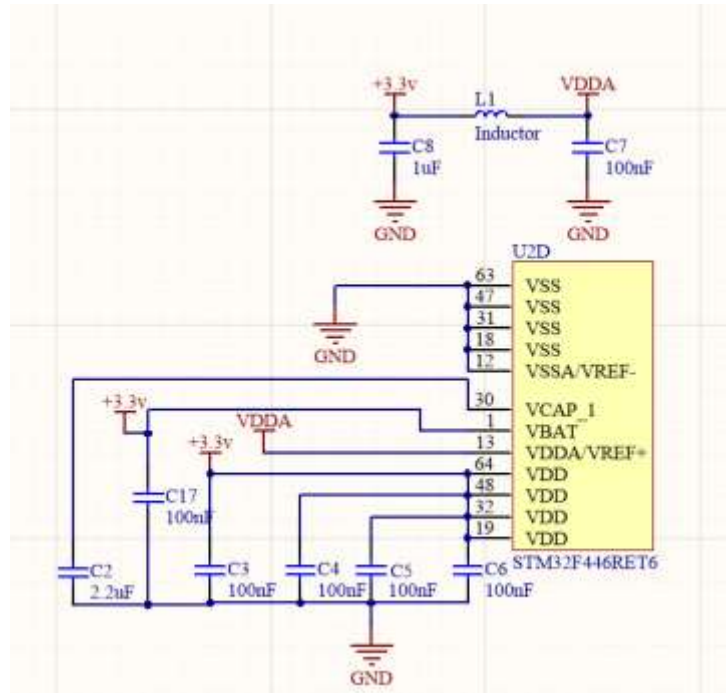 +3.3v
L1
VDDA
Inductor
C8
1uF
C7
100nF
GND
GND
U2D
63 VSS
47 VSS
31 VSS
18 VSS
12 VSSA/VREF-
GND
30 VCAP_1
+3.3v
1 VBAT
VDDA
13 VDDA/VREF+
+3.3v
64 VDD
48 VDD
32 VDD
19 VDD
C17
100nF
STM32F446RET6
C2
2.2uF
C3
100nF
C4
100nF
C5
100nF
C6
100nF
GND